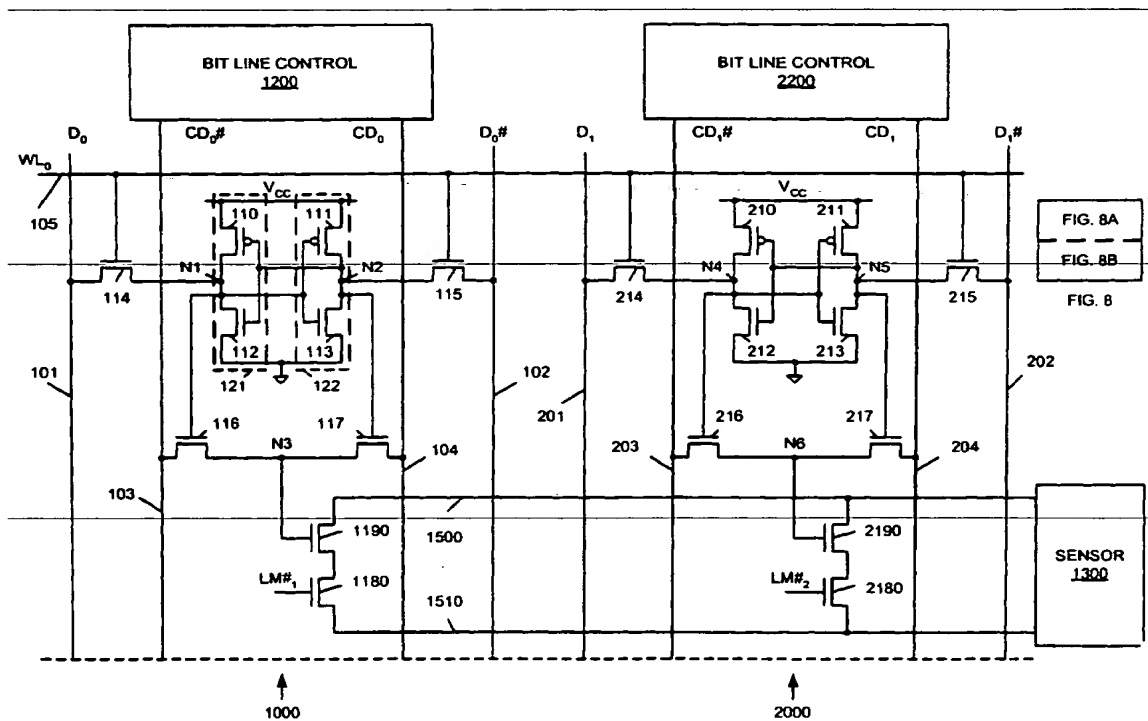 BIT LINE CONTROL
1200
BIT LINE CONTROL
2200
D₀ CD₀# CD₀ D₀# D₁ CD₁# CD₁ D₁#
WL₀
105
V_CC
V_CC
110 111 210 211
FIG. 8A
FIG. 8B
FIG. 8
N1 N2 N4 N5
114 115 214 215
112 113 212 213
121 122
101 102 201 202
116 117 216 217
N3 N6
103 104 203 204
1190 1500 2190
LM#₁ 1180 LM#₂ 2180
1510
SENSOR
1300
1000 2000